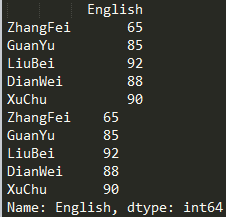 English
ZhangFei 65
GuanYu 85
LiuBei 92
DianWei 88
XuChu 90
ZhangFei 65
GuanYu 85
LiuBei 92
DianWei 88
XuChu 90
Name: English, dtype: int64